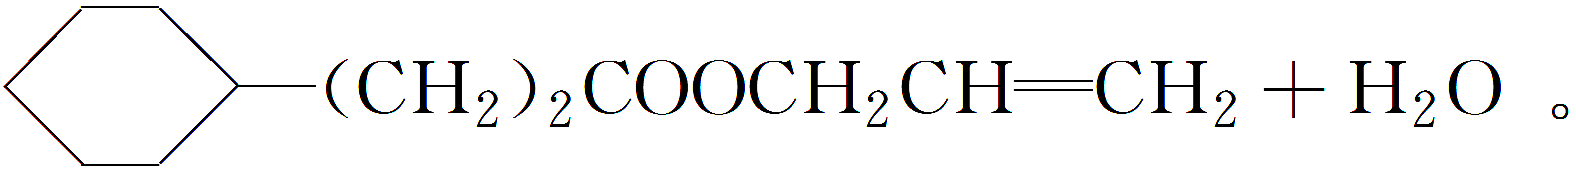 —(CH₂)₂COOCH₂CH═CH₂＋H₂O 。